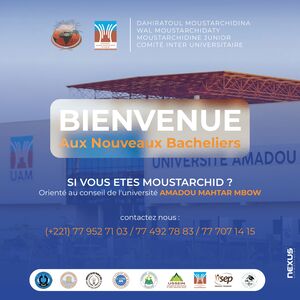 DAHIRATOUL MOUSTARCHIDINA
WAL MOUSTARCHIDATY
MOUSTARCHIDINE JUNIOR
COMITÉ INTER UNIVERSITAIRE
BIENVENUE
Aux Nouveaux Bacheliers
UNIVERSITÉ AMADOU
UAM
SI VOUS ETES MOUSTARCHID ?
Orienté au conseil de l'université AMADOU MAHTAR MBOW
contactez nous :
(+221) 77 952 71 03 / 77 492 78 83 / 77 707 14 15
USSEIN
isep
NEXUS